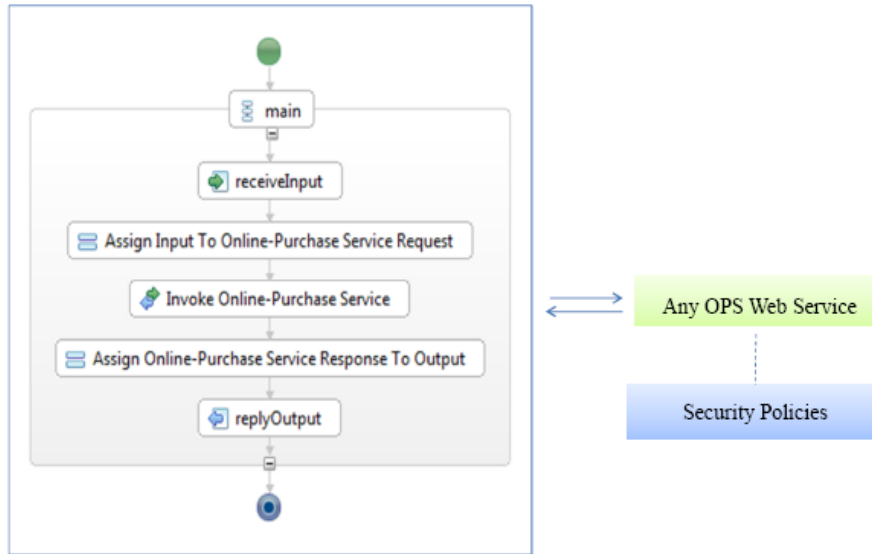 main
receiveInput
Assign Input To Online-Purchase Service Request
Invoke Online-Purchase Service
Assign Online-Purchase Service Response To Output
replyOutput
Any OPS Web Service
Security Policies